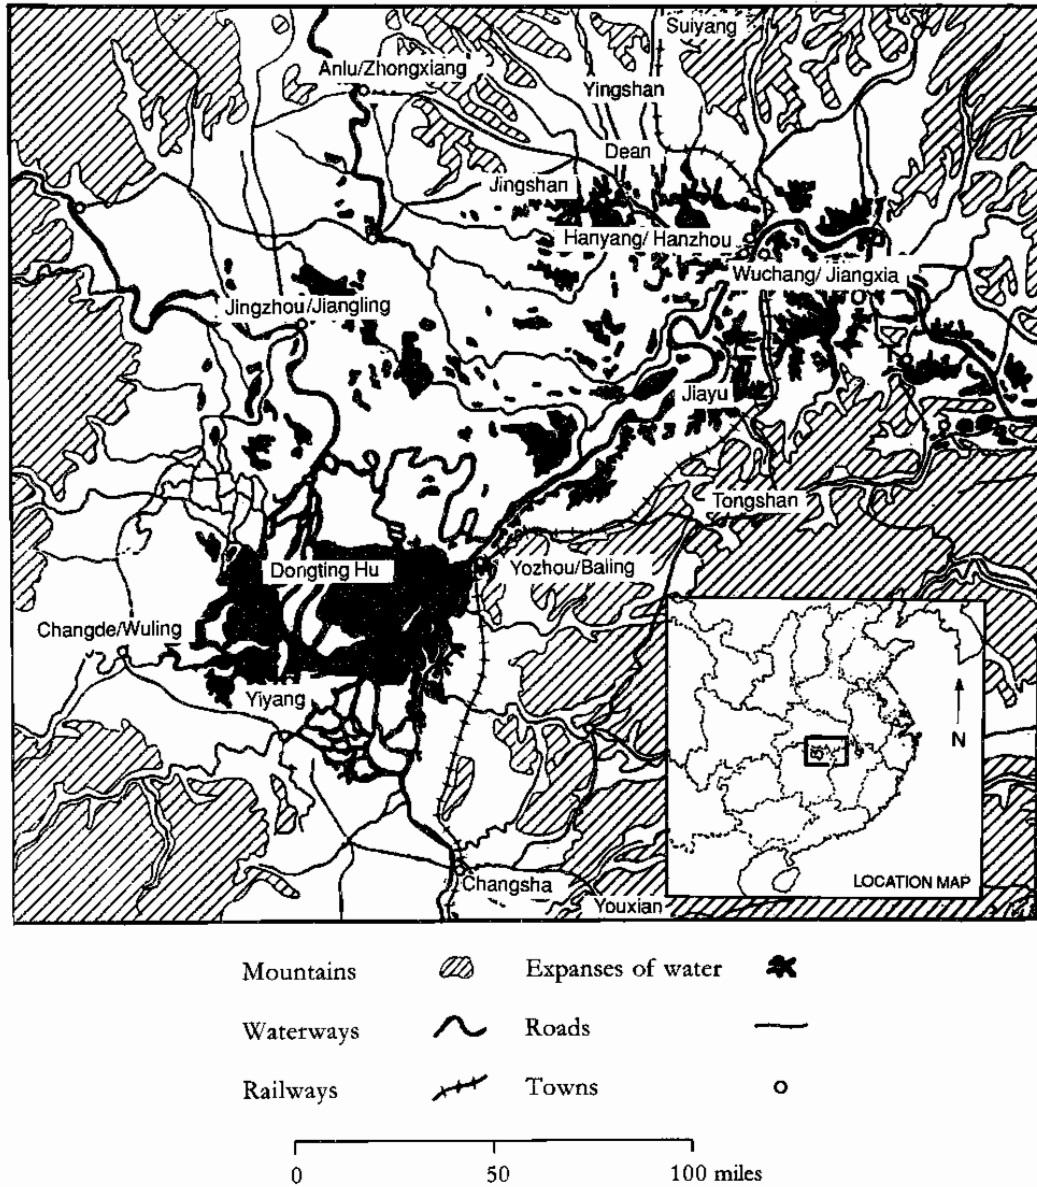 Suiyang
Anlu/Zhongxiang
Yingshan
Dean
Jingshan
Hanyang/ Hanzhou
Wuchang/ Jiangxia
Jingzhou/Jiangling
Jiayu
Tongshan
Dongting Hu
Yozhou/Baling
Changde/Wuling
Yiyang
N
LOCATION MAP
Changsha
Youxian
Mountains
Expanses of water
Waterways
Roads
Railways
Towns
0 50 100 miles